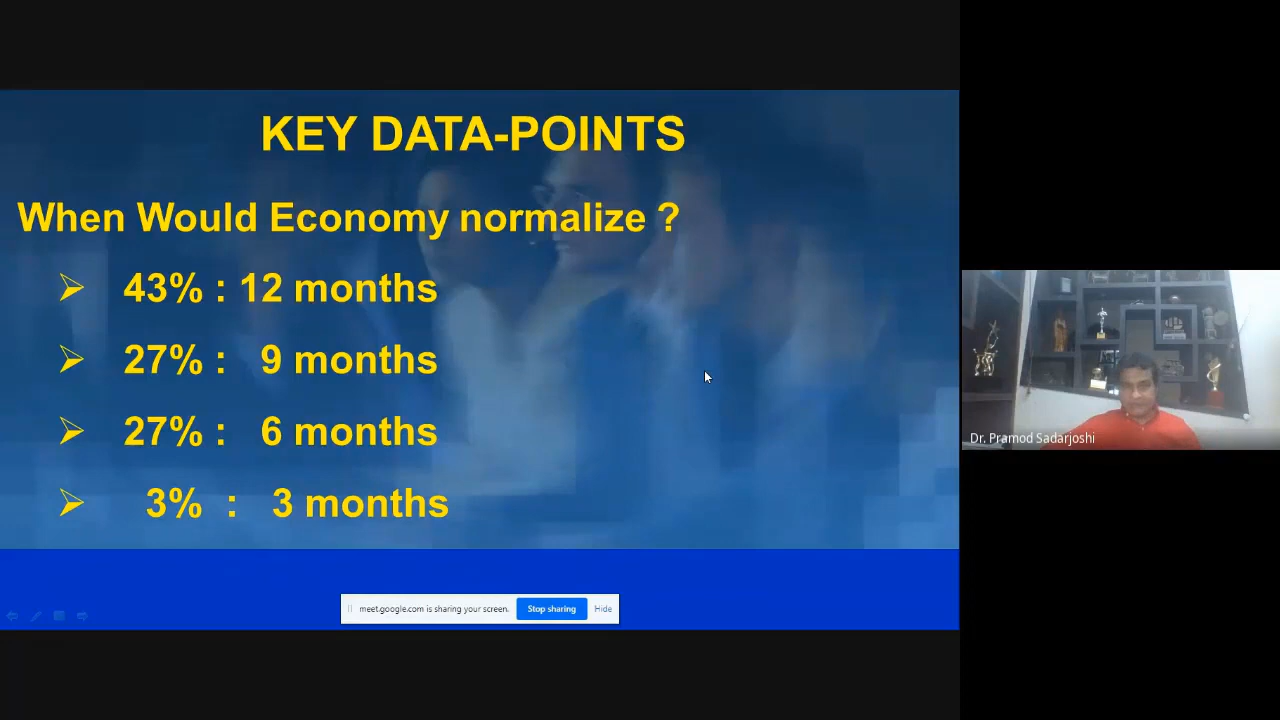 KEY DATA-POINTS
When Would Economy normalize ?
43% : 12 months
27% : 9 months
27% : 6 months
3% : 3 months
meet.google.com is sharing your screen. Stop sharing Hide
Dr. Pramod Sadarjoshi